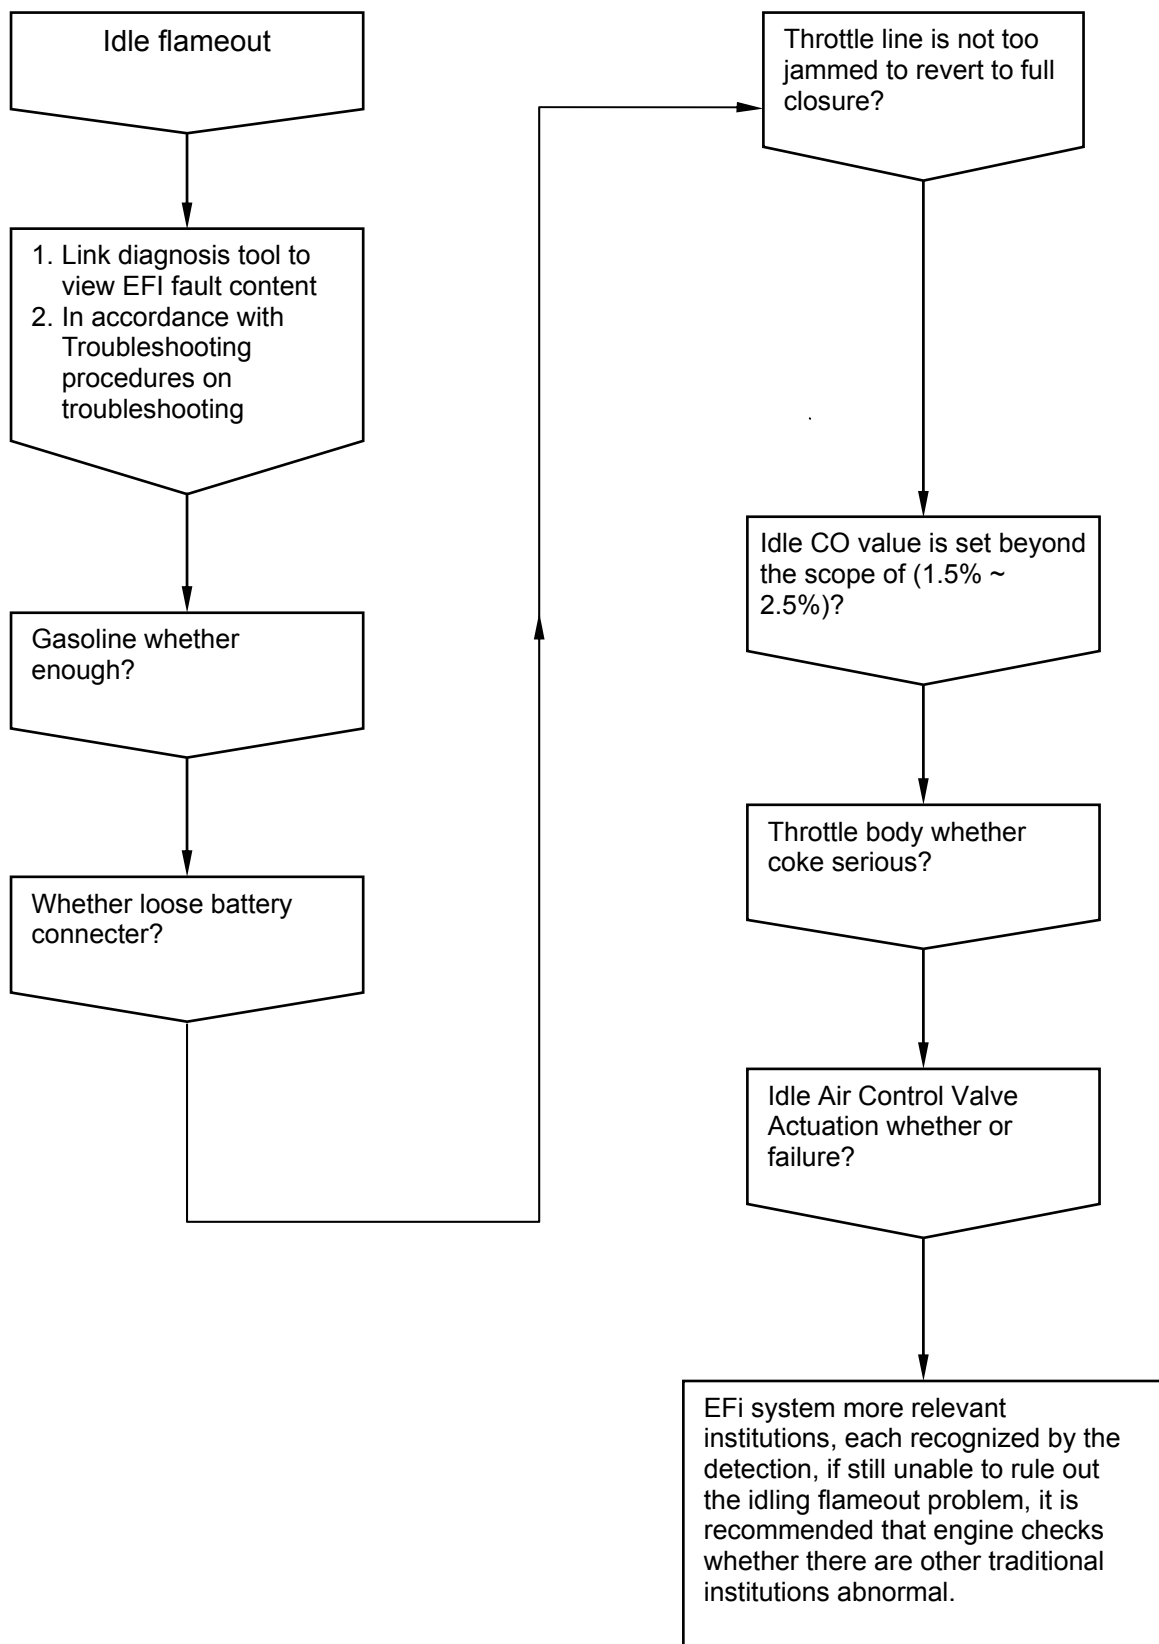 Idle flameout
1. Link diagnosis tool to
view EFI fault content
2. In accordance with
Troubleshooting
procedures on
troubleshooting
Gasoline whether
enough?
Whether loose battery
connecter?
Throttle line is not too
jammed to revert to full
closure?
Idle CO value is set beyond
the scope of (1.5% ~
2.5%)?
Throttle body whether
coke serious?
Idle Air Control Valve
Actuation whether or
failure?
EFi system more relevant
institutions, each recognized by the
detection, if still unable to rule out
the idling flameout problem, it is
recommended that engine checks
whether there are other traditional
institutions abnormal.